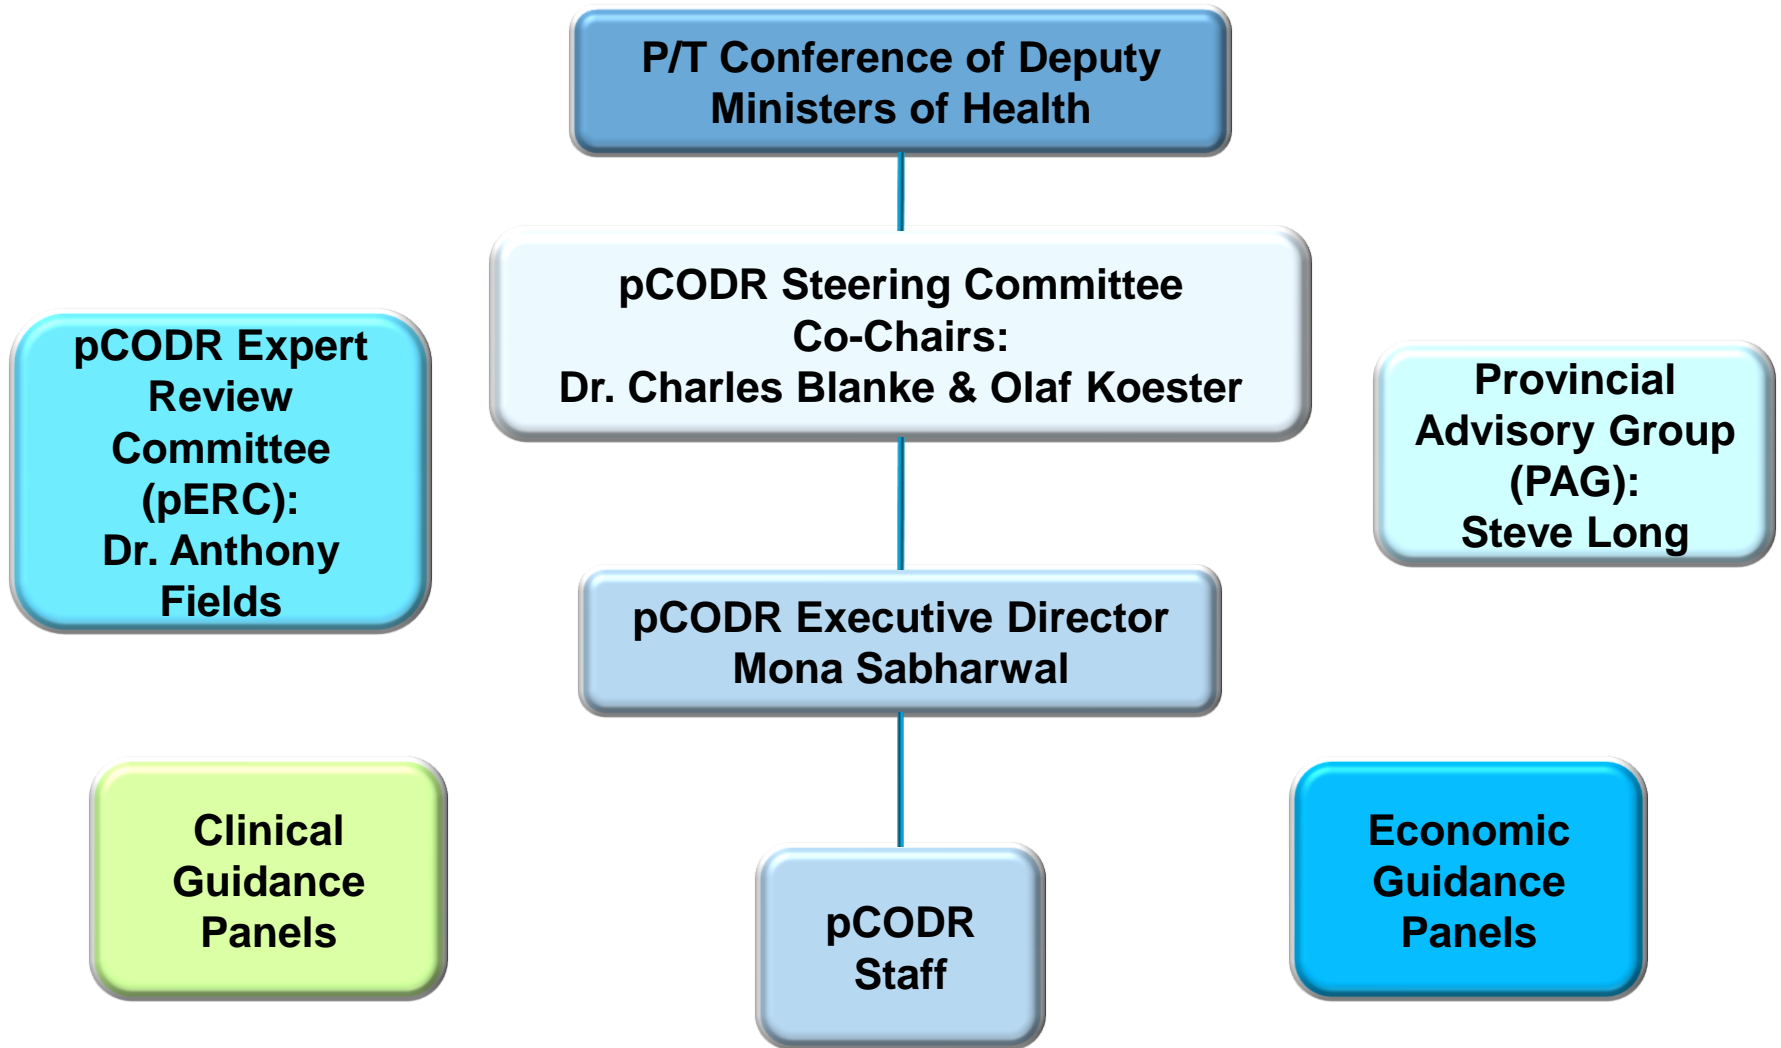 P/T Conference of Deputy
Ministers of Health
pCODR Steering Committee
Co-Chairs:
Dr. Charles Blanke & Olaf Koester
pCODR Expert
Review
Committee
(pERC):
Dr. Anthony
Fields
Provincial
Advisory Group
(PAG):
Steve Long
pCODR Executive Director
Mona Sabharwal
Clinical
Guidance
Panels
pCODR
Staff
Economic
Guidance
Panels